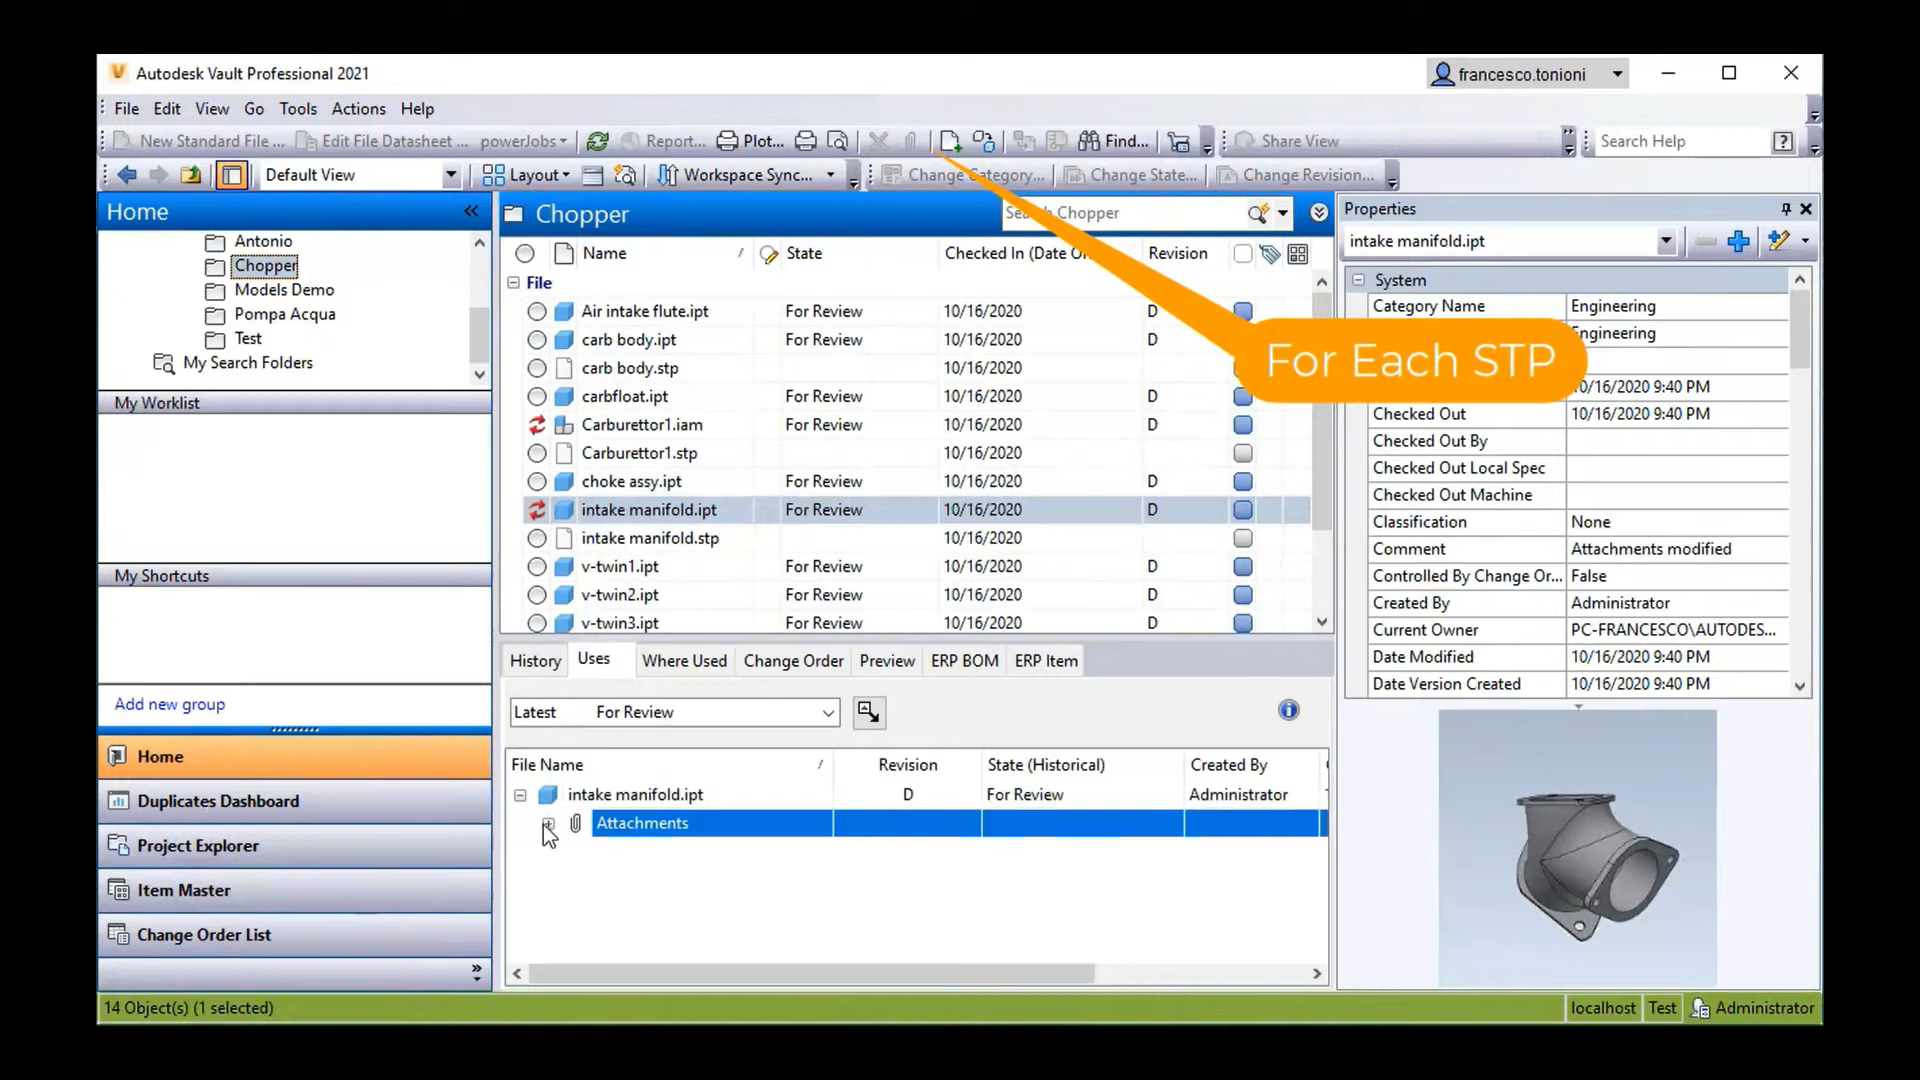 Autodesk Vault Professional 2021
francesco.tonioni
File Edit View Go Tools Actions Help
New Standard File ... Edit File Datasheet ... powerJobs Report... Plot... Find... Share View Search Help
Default View Layout Workspace Sync... Change Category... Change State... Change Revision...
Home
Antonio
Chopper
Models Demo
Pompa Acqua
Test
My Search Folders
My Worklist
My Shortcuts
Add new group
Home
Duplicates Dashboard
Project Explorer
Item Master
Change Order List
Chopper Search Chopper
Name State Checked In (Date Revision
File
Air intake flute.ipt For Review 10/16/2020 D
carb body.ipt For Review 10/16/2020 D
carb body.stp 10/16/2020
carbfloat.ipt For Review 10/16/2020 D
Carburettor1.iam For Review 10/16/2020 D
Carburettor1.stp 10/16/2020
choke assy.ipt For Review 10/16/2020 D
intake manifold.ipt For Review 10/16/2020 D
intake manifold.stp 10/16/2020
v-twin1.ipt For Review 10/16/2020 D
v-twin2.ipt For Review 10/16/2020 D
v-twin3.ipt For Review 10/16/2020 D
For Each STP
History Uses Where Used Change Order Preview ERP BOM ERP Item
Latest For Review
File Name Revision State (Historical) Created By
intake manifold.ipt D For Review Administrator
Attachments
Properties
intake manifold.ipt
System
Category Name Engineering
Engineering
10/16/2020 9:40 PM
Checked Out 10/16/2020 9:40 PM
Checked Out By
Checked Out Local Spec
Checked Out Machine
Classification None
Comment Attachments modified
Controlled By Change Or... False
Created By Administrator
Current Owner PC-FRANCESCO\AUTODES...
Date Modified 10/16/2020 9:40 PM
Date Version Created 10/16/2020 9:40 PM
14 Object(s) (1 selected)
localhost Test Administrator